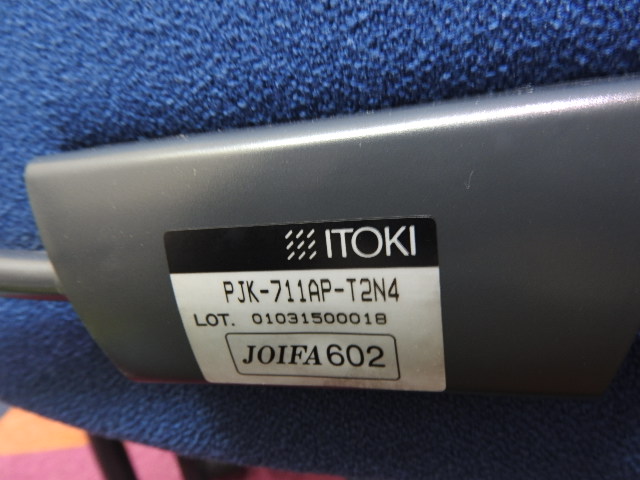 ITOKI
PJK-711AP-T2N4
LOT. 01031500018
JOIFA602